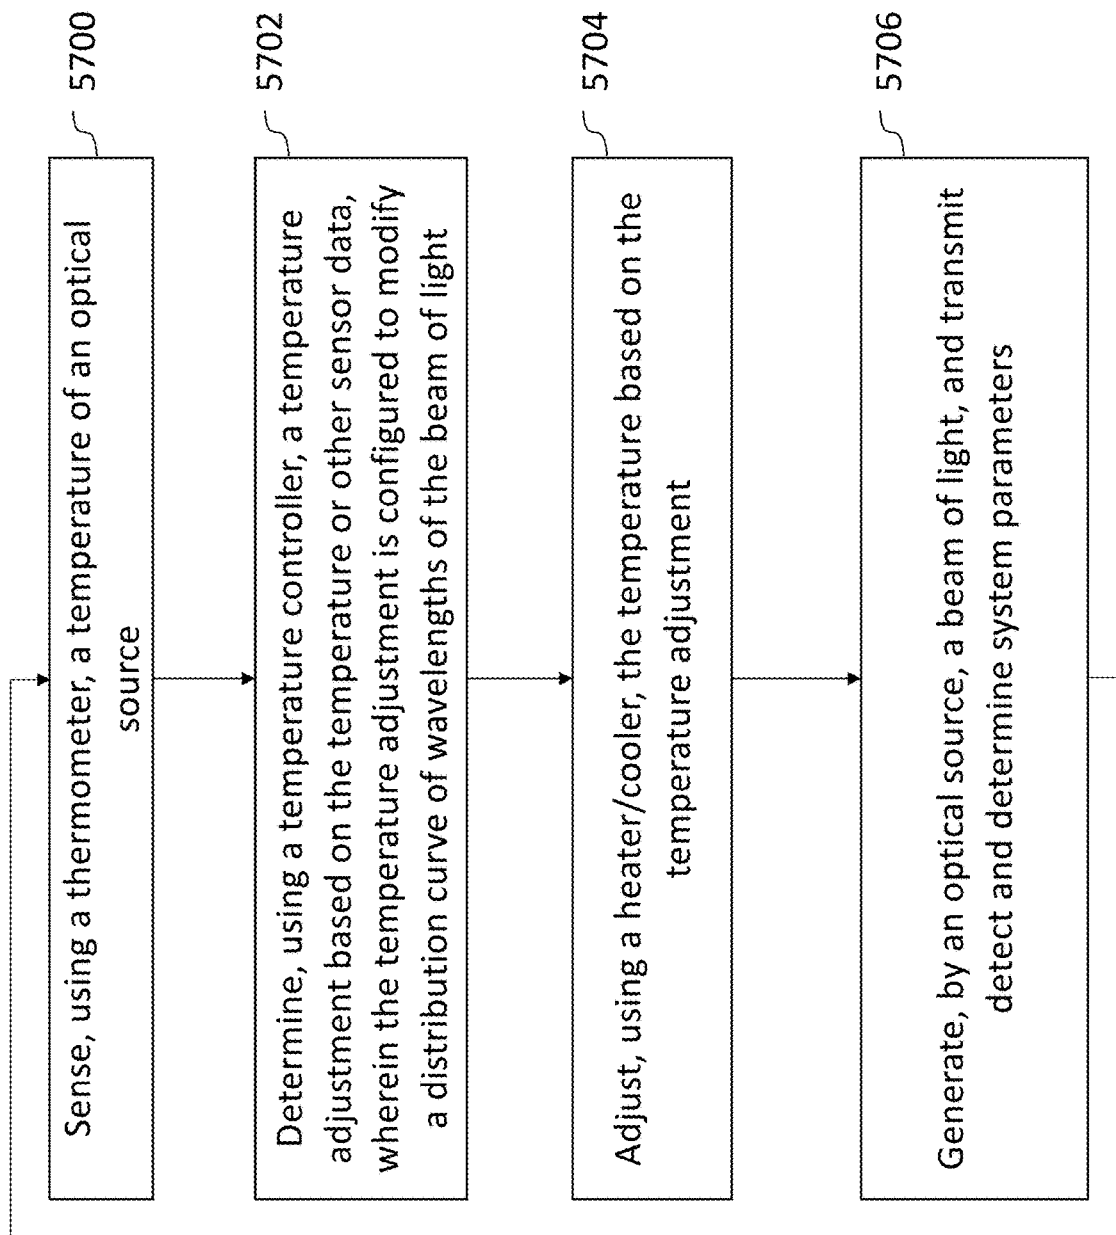 5700
Sense, using a thermometer, a temperature of an optical
source
5702
Determine, using a temperature controller, a temperature
adjustment based on the temperature or other sensor data,
wherein the temperature adjustment is configured to modify
a distribution curve of wavelengths of the beam of light
5704
Adjust, using a heater/cooler, the temperature based on the
temperature adjustment
5706
Generate, by an optical source, a beam of light, and transmit
detect and determine system parameters